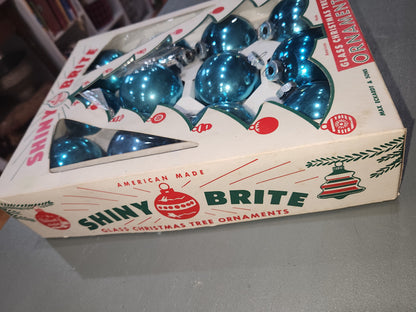 SHINY BRITE
GLASS CHRISTMAS TREE
ORNAMENTS
MAX ECKARDT & SONS
AMERICAN MADE
SHINY BRITE
GLASS CHRISTMAS TREE ORNAMENTS